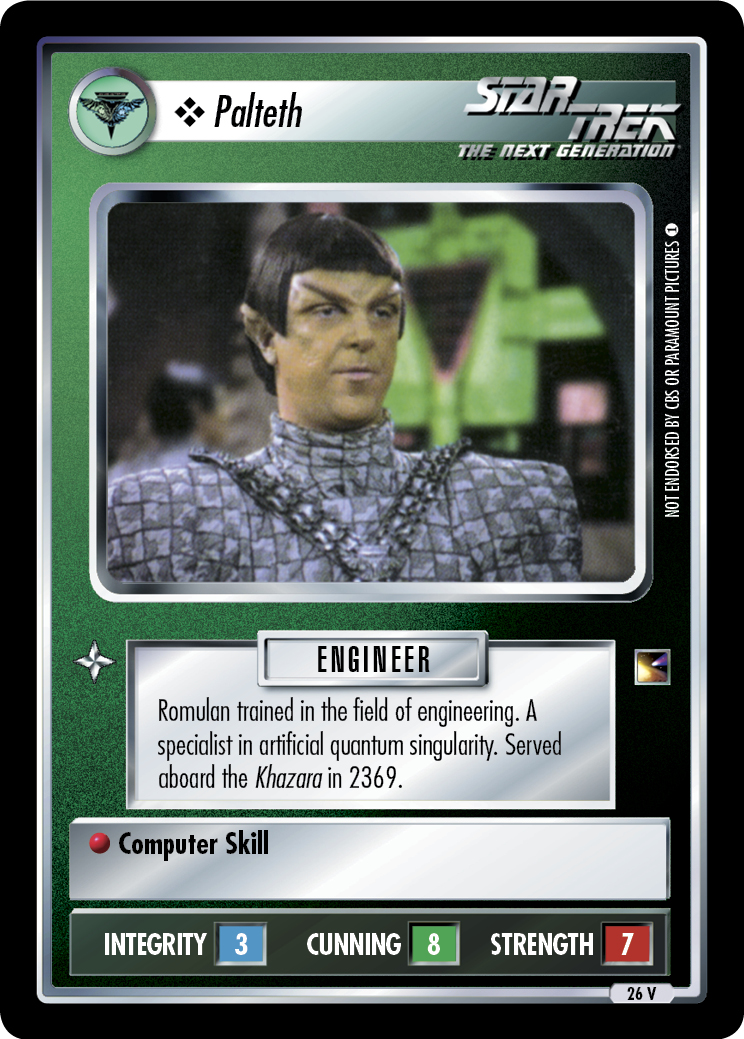 ❖ Palteth
STAR TREK
THE NEXT GENERATION
NOT ENDORSED BY CBS OR PARAMOUNT PICTURES 1
ENGINEER
Romulan trained in the field of engineering. A
specialist in artificial quantum singularity. Served
aboard the Khazara in 2369.
Computer Skill
INTEGRITY 3 CUNNING 8 STRENGTH 7
26 V